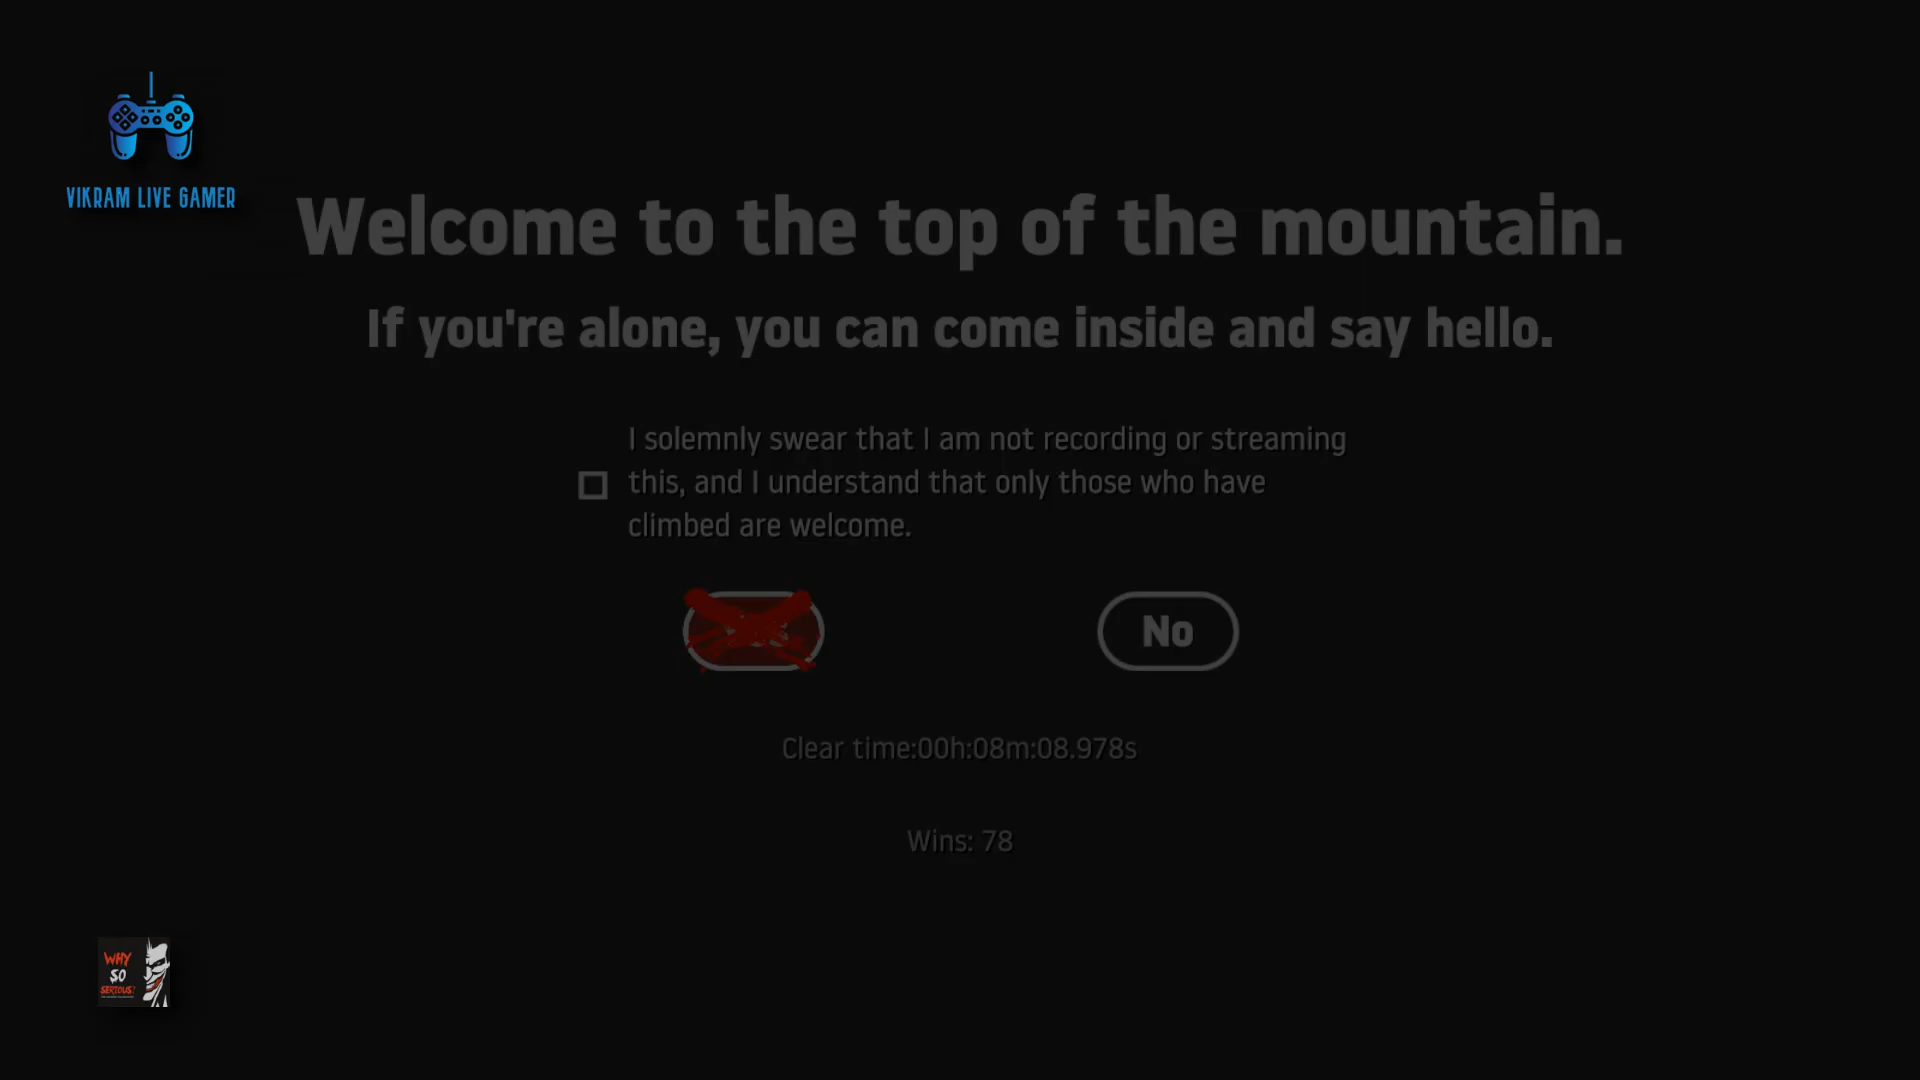 VIKRAM LIVE GAMER
Welcome to the top of the mountain.
If you're alone, you can come inside and say hello.
I solemnly swear that I am not recording or streaming
this, and I understand that only those who have
climbed are welcome.
No
Clear time:00h:08m:08.978s
Wins: 78
WHY
SO
SERIOUS?